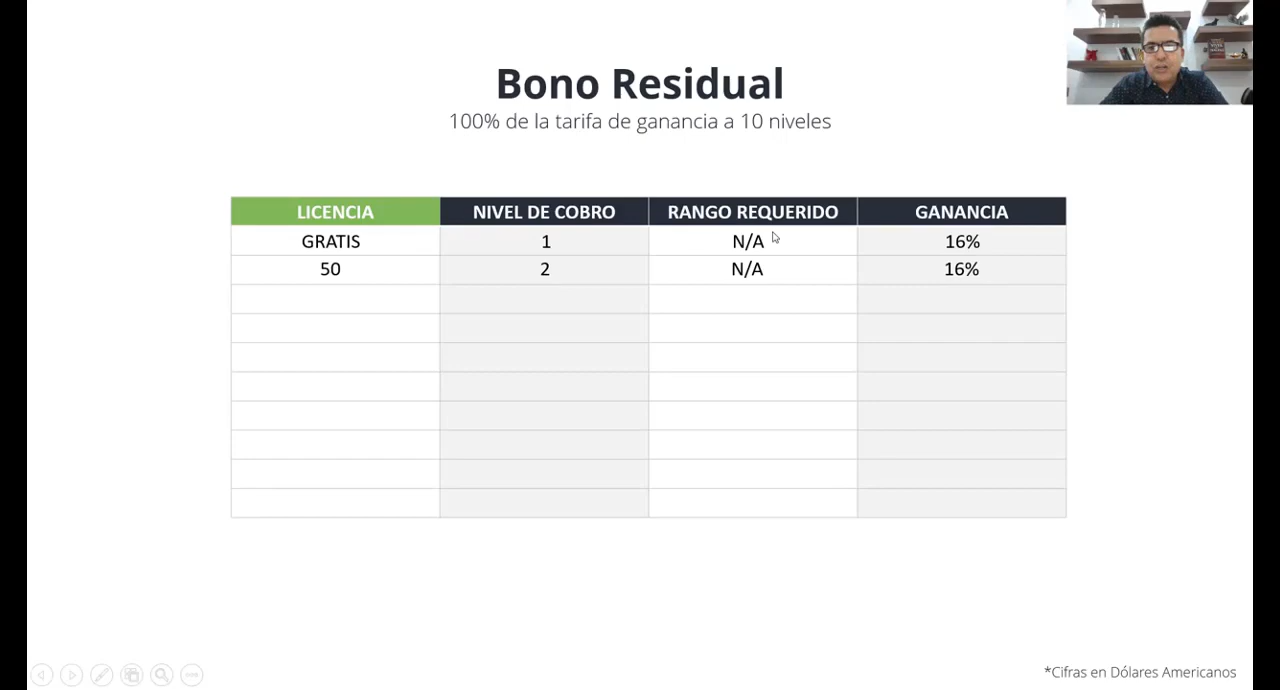 Bono Residual
100% de la tarifa de ganancia a 10 niveles
LICENCIA NIVEL DE COBRO RANGO REQUERIDO GANANCIA
GRATIS 1 N/A 16%
50 2 N/A 16%
*Cifras en Dólares Americanos